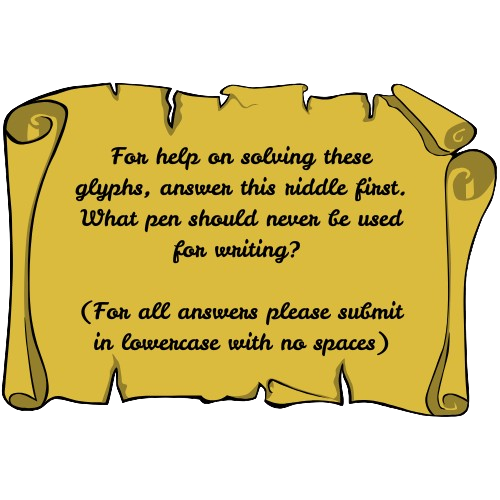 For help on solving these
glyphs, answer this riddle first.
What pen should never be used
for writing?
(For all answers please submit
in lowercase with no spaces)